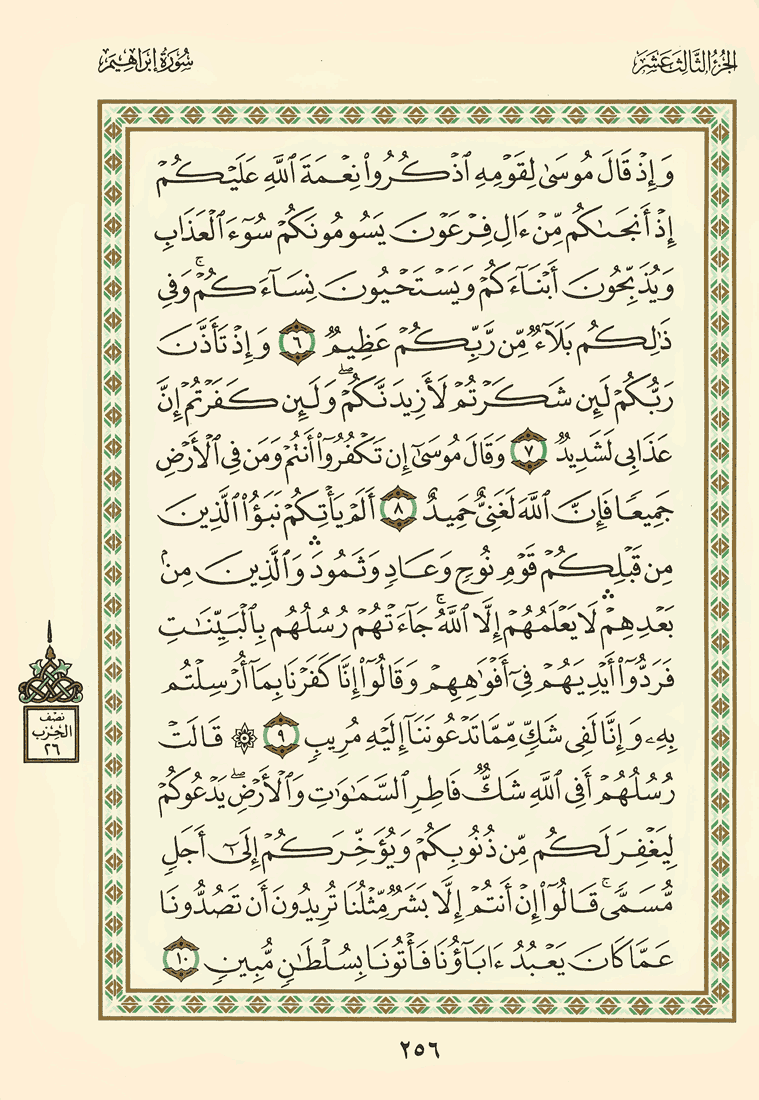 الجزء الثالث عشر
سورة إبراهيم
وَإِذْ قَالَ مُوسَىٰ لِقَوْمِهِ ٱذْكُرُوا۟ نِعْمَةَ ٱللَّهِ عَلَيْكُمْ
إِذْ أَنجَىٰكُم مِّنْ ءَالِ فِرْعَوْنَ يَسُومُونَكُمْ سُوٓءَ ٱلْعَذَابِ
وَيُذَبِّحُونَ أَبْنَآءَكُمْ وَيَسْتَحْيُونَ نِسَآءَكُمْ ۚ وَفِى
ذَٰلِكُم بَلَآءٌ مِّن رَّبِّكُمْ عَظِيمٌ ٦ وَإِذْ تَأَذَّنَ
رَبُّكُمْ لَئِن شَكَرْتُمْ لَأَزِيدَنَّكُمْ ۖ وَلَئِن كَفَرْتُمْ إِنَّ
عَذَابِى لَشَدِيدٌ ٧ وَقَالَ مُوسَىٰٓ إِن تَكْفُرُوٓا۟ أَنتُمْ وَمَن فِى ٱلْأَرْضِ
جَمِيعًا فَإِنَّ ٱللَّهَ لَغَنِىٌّ حَمِيدٌ ٨ أَلَمْ يَأْتِكُمْ نَبَؤُا۟ ٱلَّذِينَ
مِن قَبْلِكُمْ قَوْمِ نُوحٍ وَعَادٍ وَثَمُودَ ۛ وَٱلَّذِينَ مِنۢ
بَعْدِهِمْ ۛ لَا يَعْلَمُهُمْ إِلَّا ٱللَّهُ ۚ جَآءَتْهُمْ رُسُلُهُم بِٱلْبَيِّنَـٰتِ
فَرَدُّوٓا۟ أَيْدِيَهُمْ فِىٓ أَفْوَٰهِهِمْ وَقَالُوٓا۟ إِنَّا كَفَرْنَا بِمَآ أُرْسِلْتُم
بِهِۦ وَإِنَّا لَفِى شَكٍّ مِّمَّا تَدْعُونَنَآ إِلَيْهِ مُرِيبٍ ٩ ۞ قَالَتْ
رُسُلُهُمْ أَفِى ٱللَّهِ شَكٌّ فَاطِرِ ٱلسَّمَـٰوَٰتِ وَٱلْأَرْضِ ۖ يَدْعُوكُمْ
لِيَغْفِرَ لَكُم مِّن ذُنُوبِكُمْ وَيُؤَخِّرَكُمْ إِلَىٰٓ أَجَلٍ
مُّسَمًّى ۚ قَالُوٓا۟ إِنْ أَنتُمْ إِلَّا بَشَرٌ مِّثْلُنَا تُرِيدُونَ أَن تَصُدُّونَا
عَمَّا كَانَ يَعْبُدُ ءَابَآؤُنَا فَأْتُونَا بِسُلْطَـٰنٍ مُّبِينٍ ١٠
نصف
الحزب
٢٦
٢٥٦